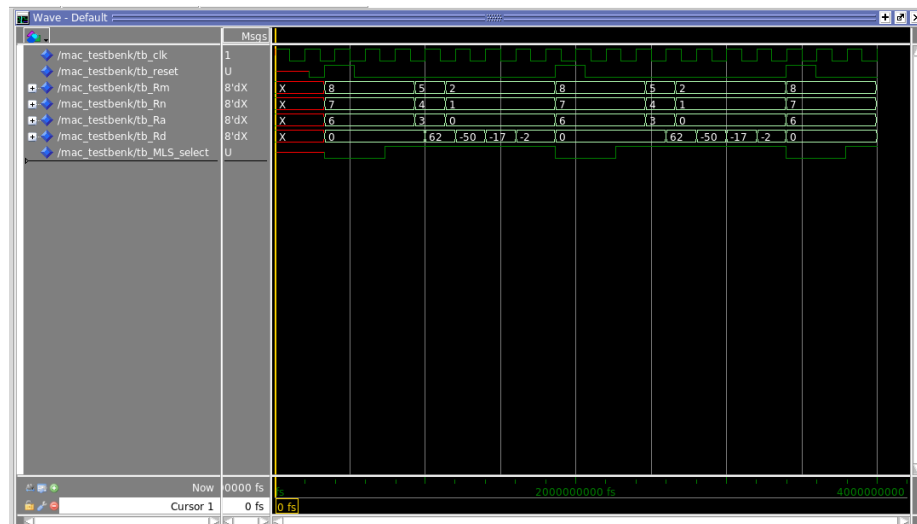 Wave - Default
Msgs
/mac_testbenk/tb_clk 1
/mac_testbenk/tb_reset U
/mac_testbenk/tb_Rm 8'dX X 8 5 2 8 5 2 8
/mac_testbenk/tb_Rn 8'dX X 7 4 1 7 4 1 7
/mac_testbenk/tb_Ra 8'dX X 6 3 0 6 3 0 6
/mac_testbenk/tb_Rd 8'dX X 0 62 -50 -17 -2 0 62 -50 -17 -2 0
/mac_testbenk/tb_MLS_select U
Now 0000 fs fs 2000000000 fs 4000000000
Cursor 1 0 fs 0 fs